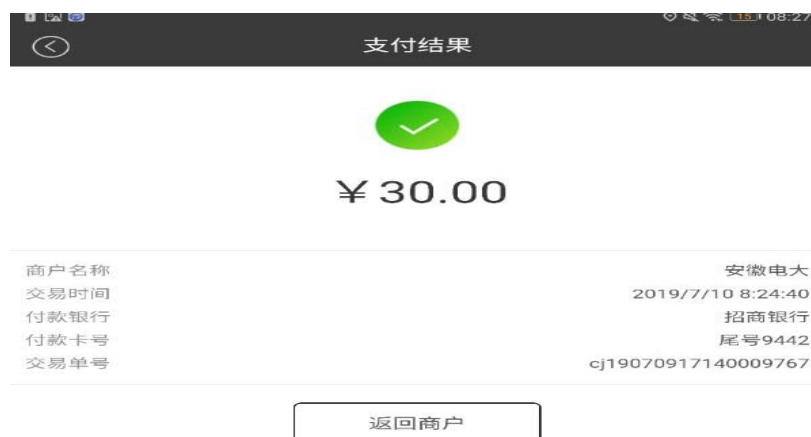 15 08:27
支付结果
￥30.00
商户名称 安徽电大
交易时间 2019/7/10 8:24:40
付款银行 招商银行
付款卡号 尾号9442
交易单号 cj19070917140009767
返回商户